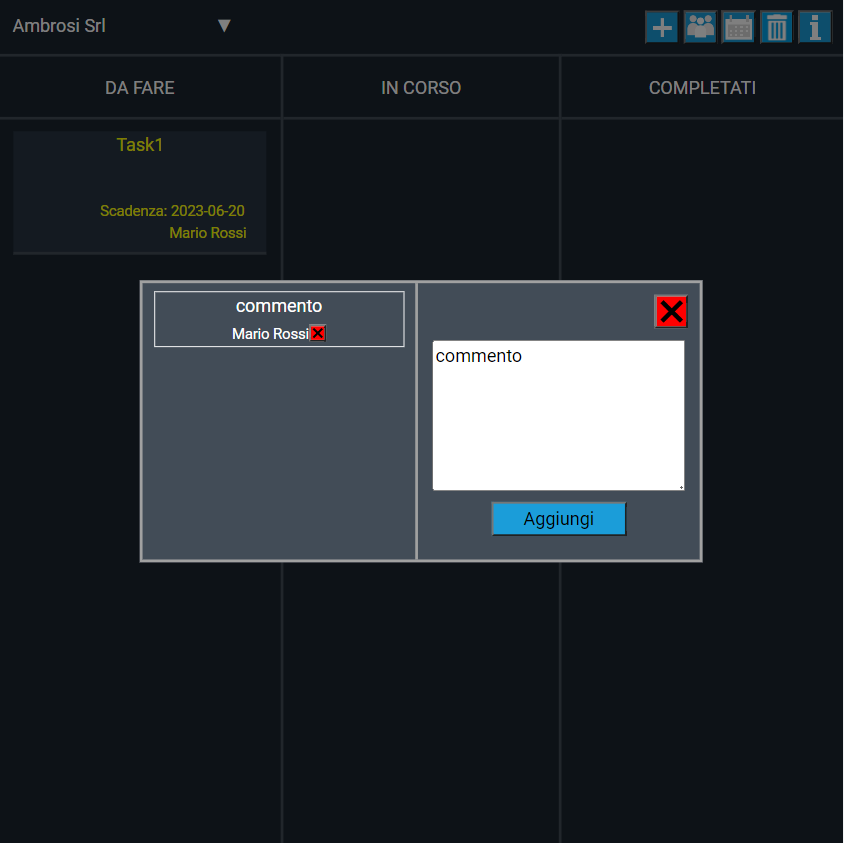 Ambrosi Srl ▼
DA FARE
IN CORSO
COMPLETATI
Task1
Scadenza: 2023-06-20
Mario Rossi
commento
Mario Rossi
commento
Aggiungi